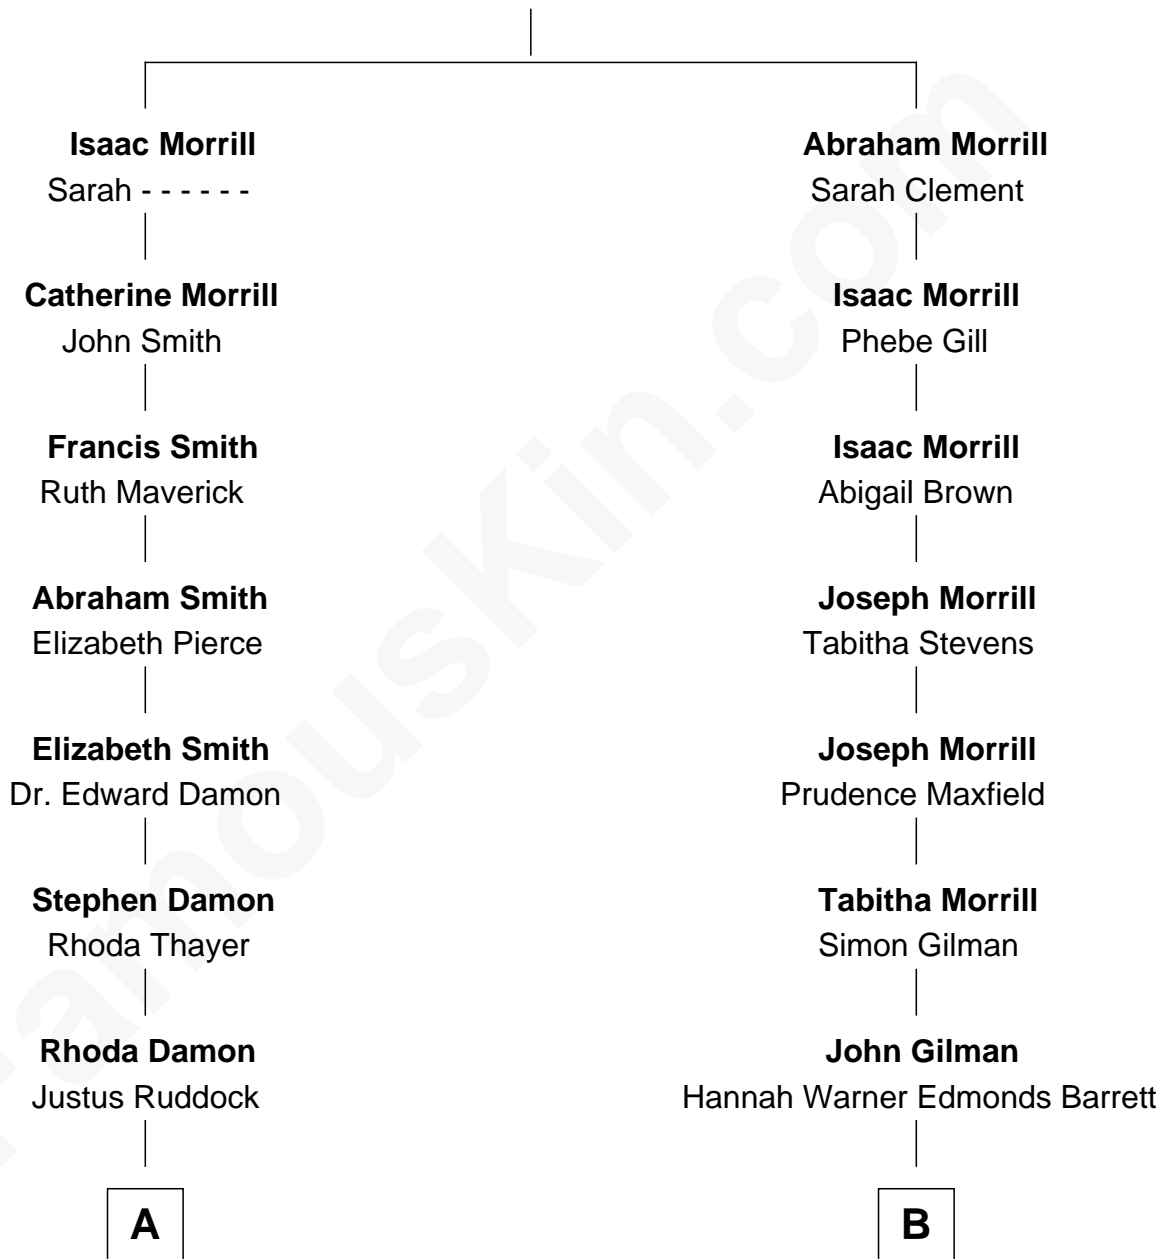 Isaac Morrill
Sarah - - - - - -
Catherine Morrill
John Smith
Francis Smith
Ruth Maverick
Abraham Smith
Elizabeth Pierce
Elizabeth Smith
Dr. Edward Damon
Stephen Damon
Rhoda Thayer
Rhoda Damon
Justus Ruddock
A
Abraham Morrill
Sarah Clement
Isaac Morrill
Phebe Gill
Isaac Morrill
Abigail Brown
Joseph Morrill
Tabitha Stevens
Joseph Morrill
Prudence Maxfield
Tabitha Morrill
Simon Gilman
John Gilman
Hannah Warner Edmonds Barrett
B
FamousKin.com